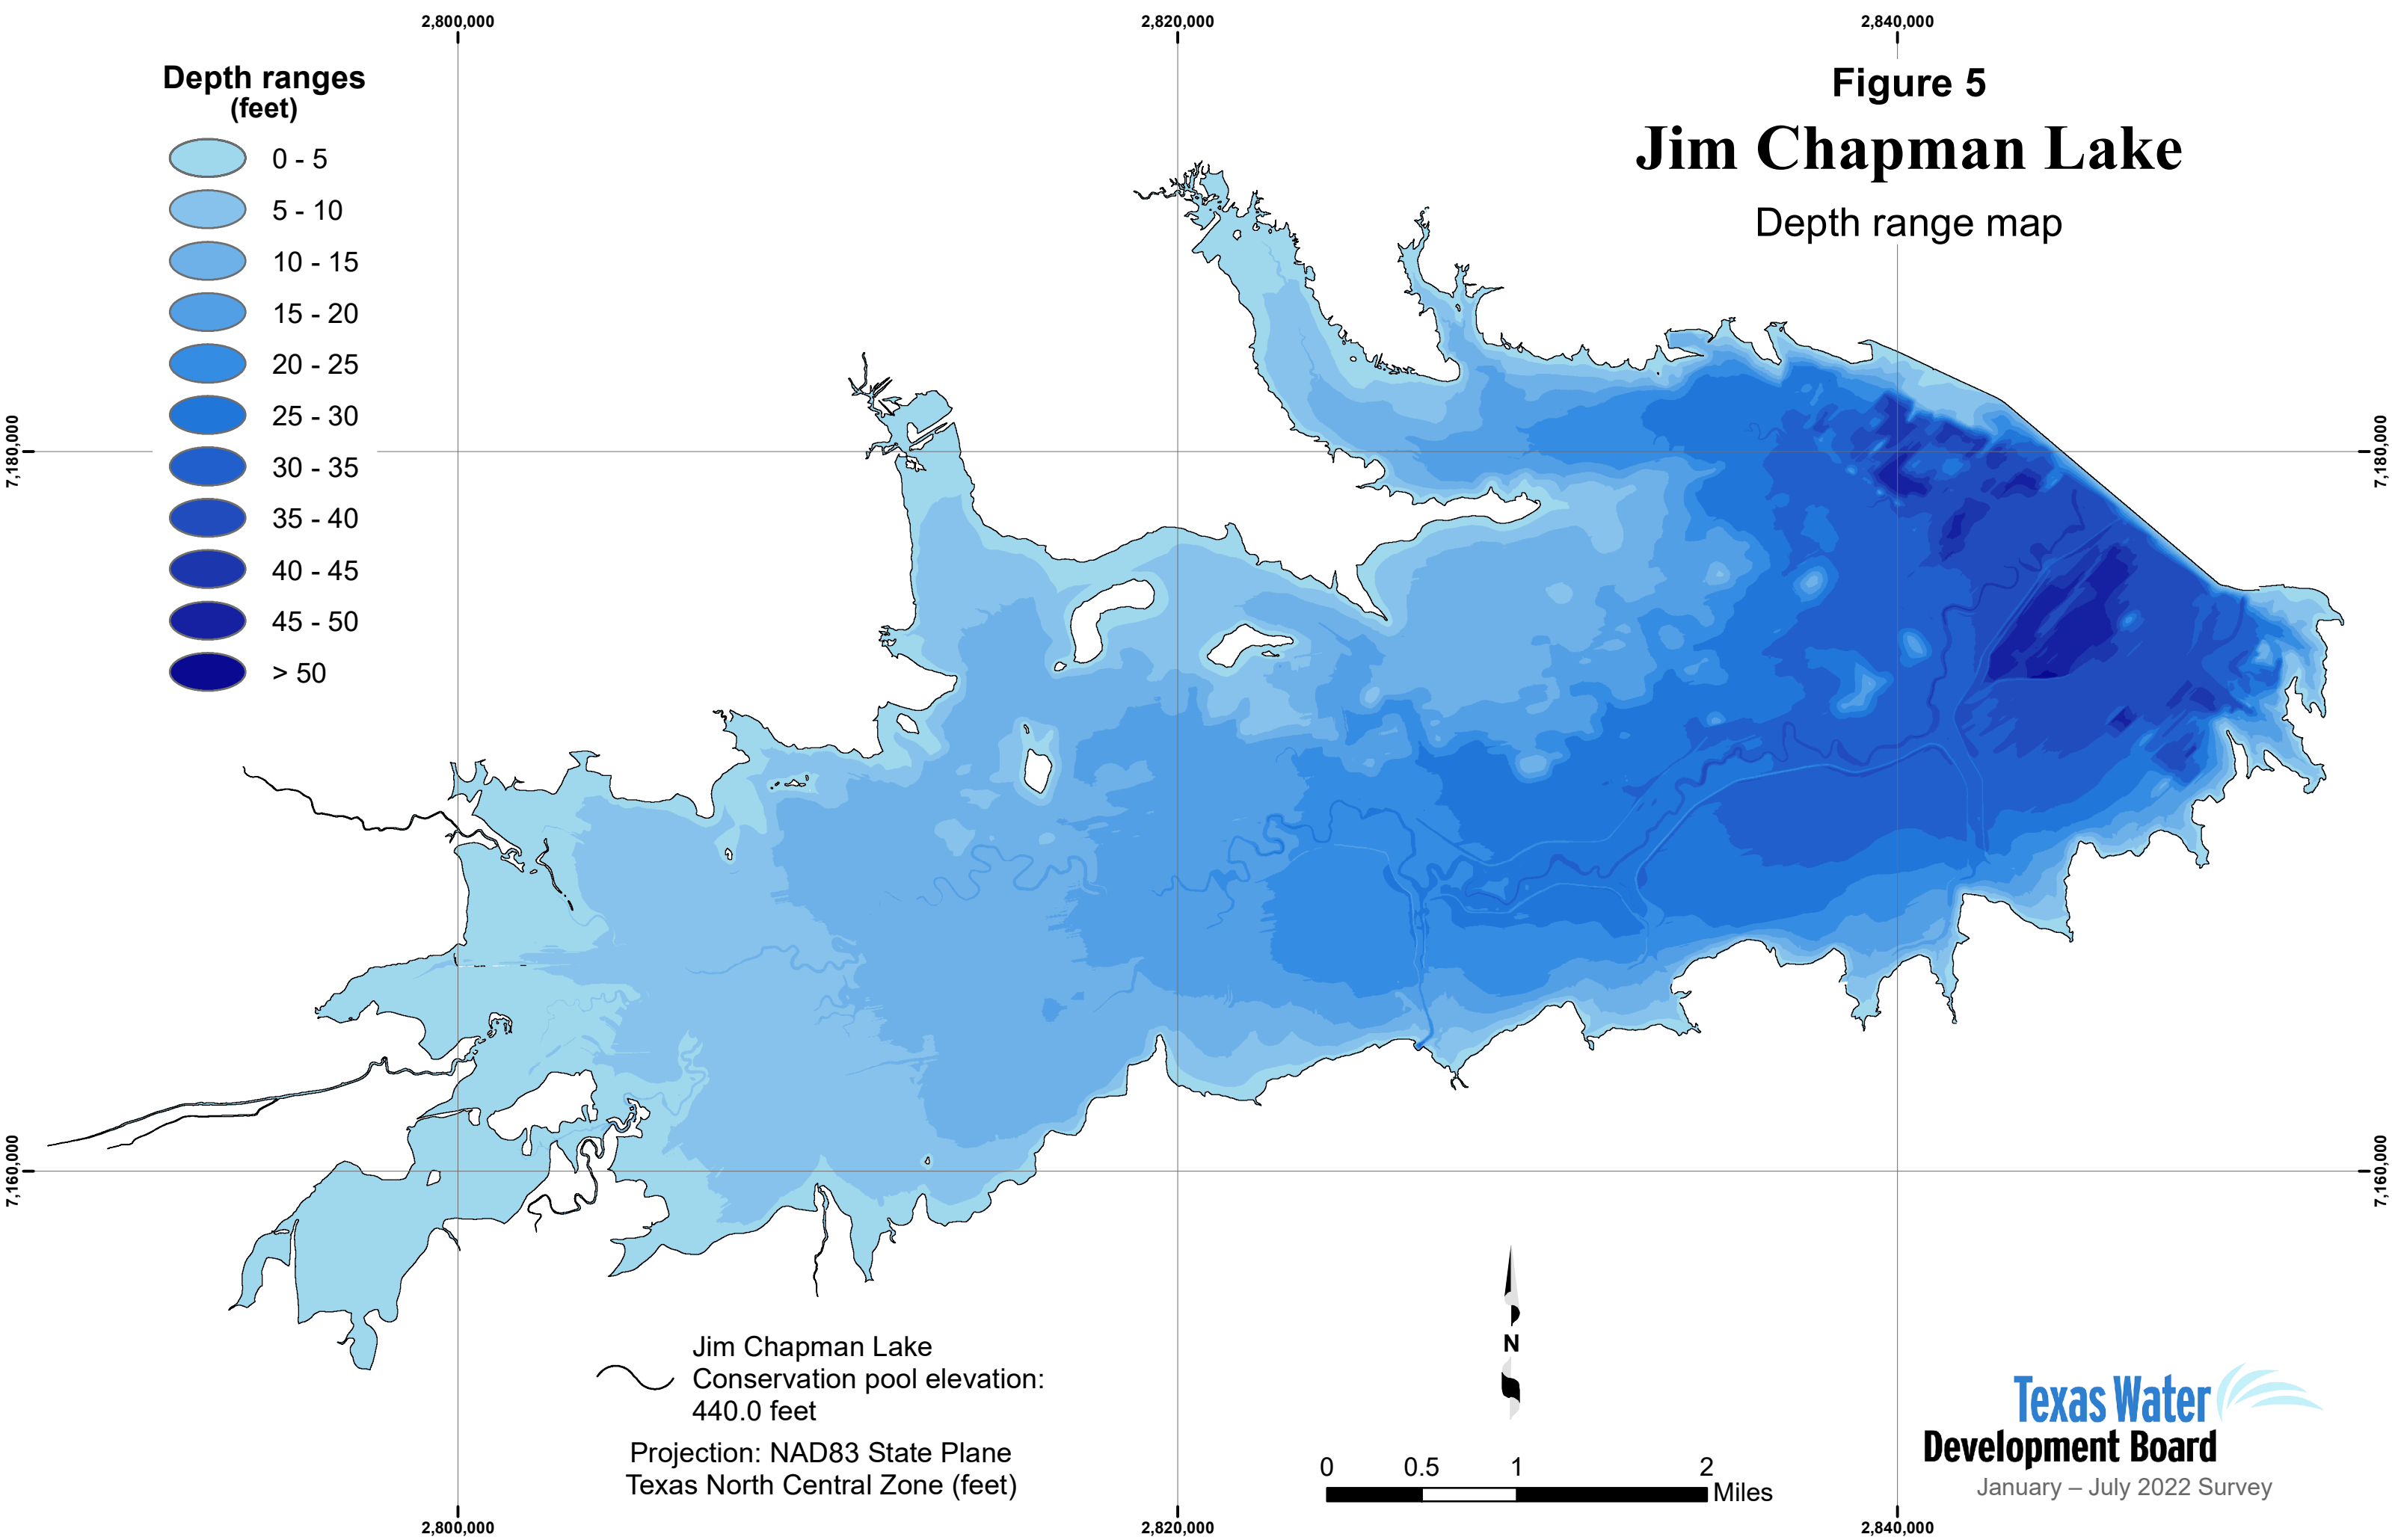 2,800,000
2,820,000
2,840,000
Figure 5
Jim Chapman Lake
Depth range map
Depth ranges
(feet)
0 - 5
5 - 10
10 - 15
15 - 20
20 - 25
25 - 30
30 - 35
35 - 40
40 - 45
45 - 50
> 50
7,180,000
7,180,000
7,160,000
7,160,000
N
Jim Chapman Lake
Conservation pool elevation:
440.0 feet
Projection: NAD83 State Plane
Texas North Central Zone (feet)
0 0.5 1 2
Miles
Texas Water
Development Board
January – July 2022 Survey
2,800,000
2,820,000
2,840,000